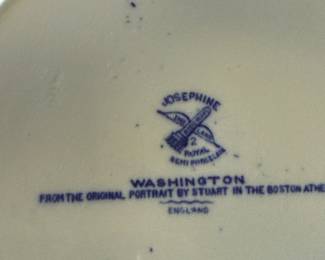 JOSEPHINE
2
ROYAL
SEMI PORCELAIN
WASHINGTON
FROM THE ORIGINAL PORTRAIT BY STUART IN THE BOSTON ATHE
ENGLAND